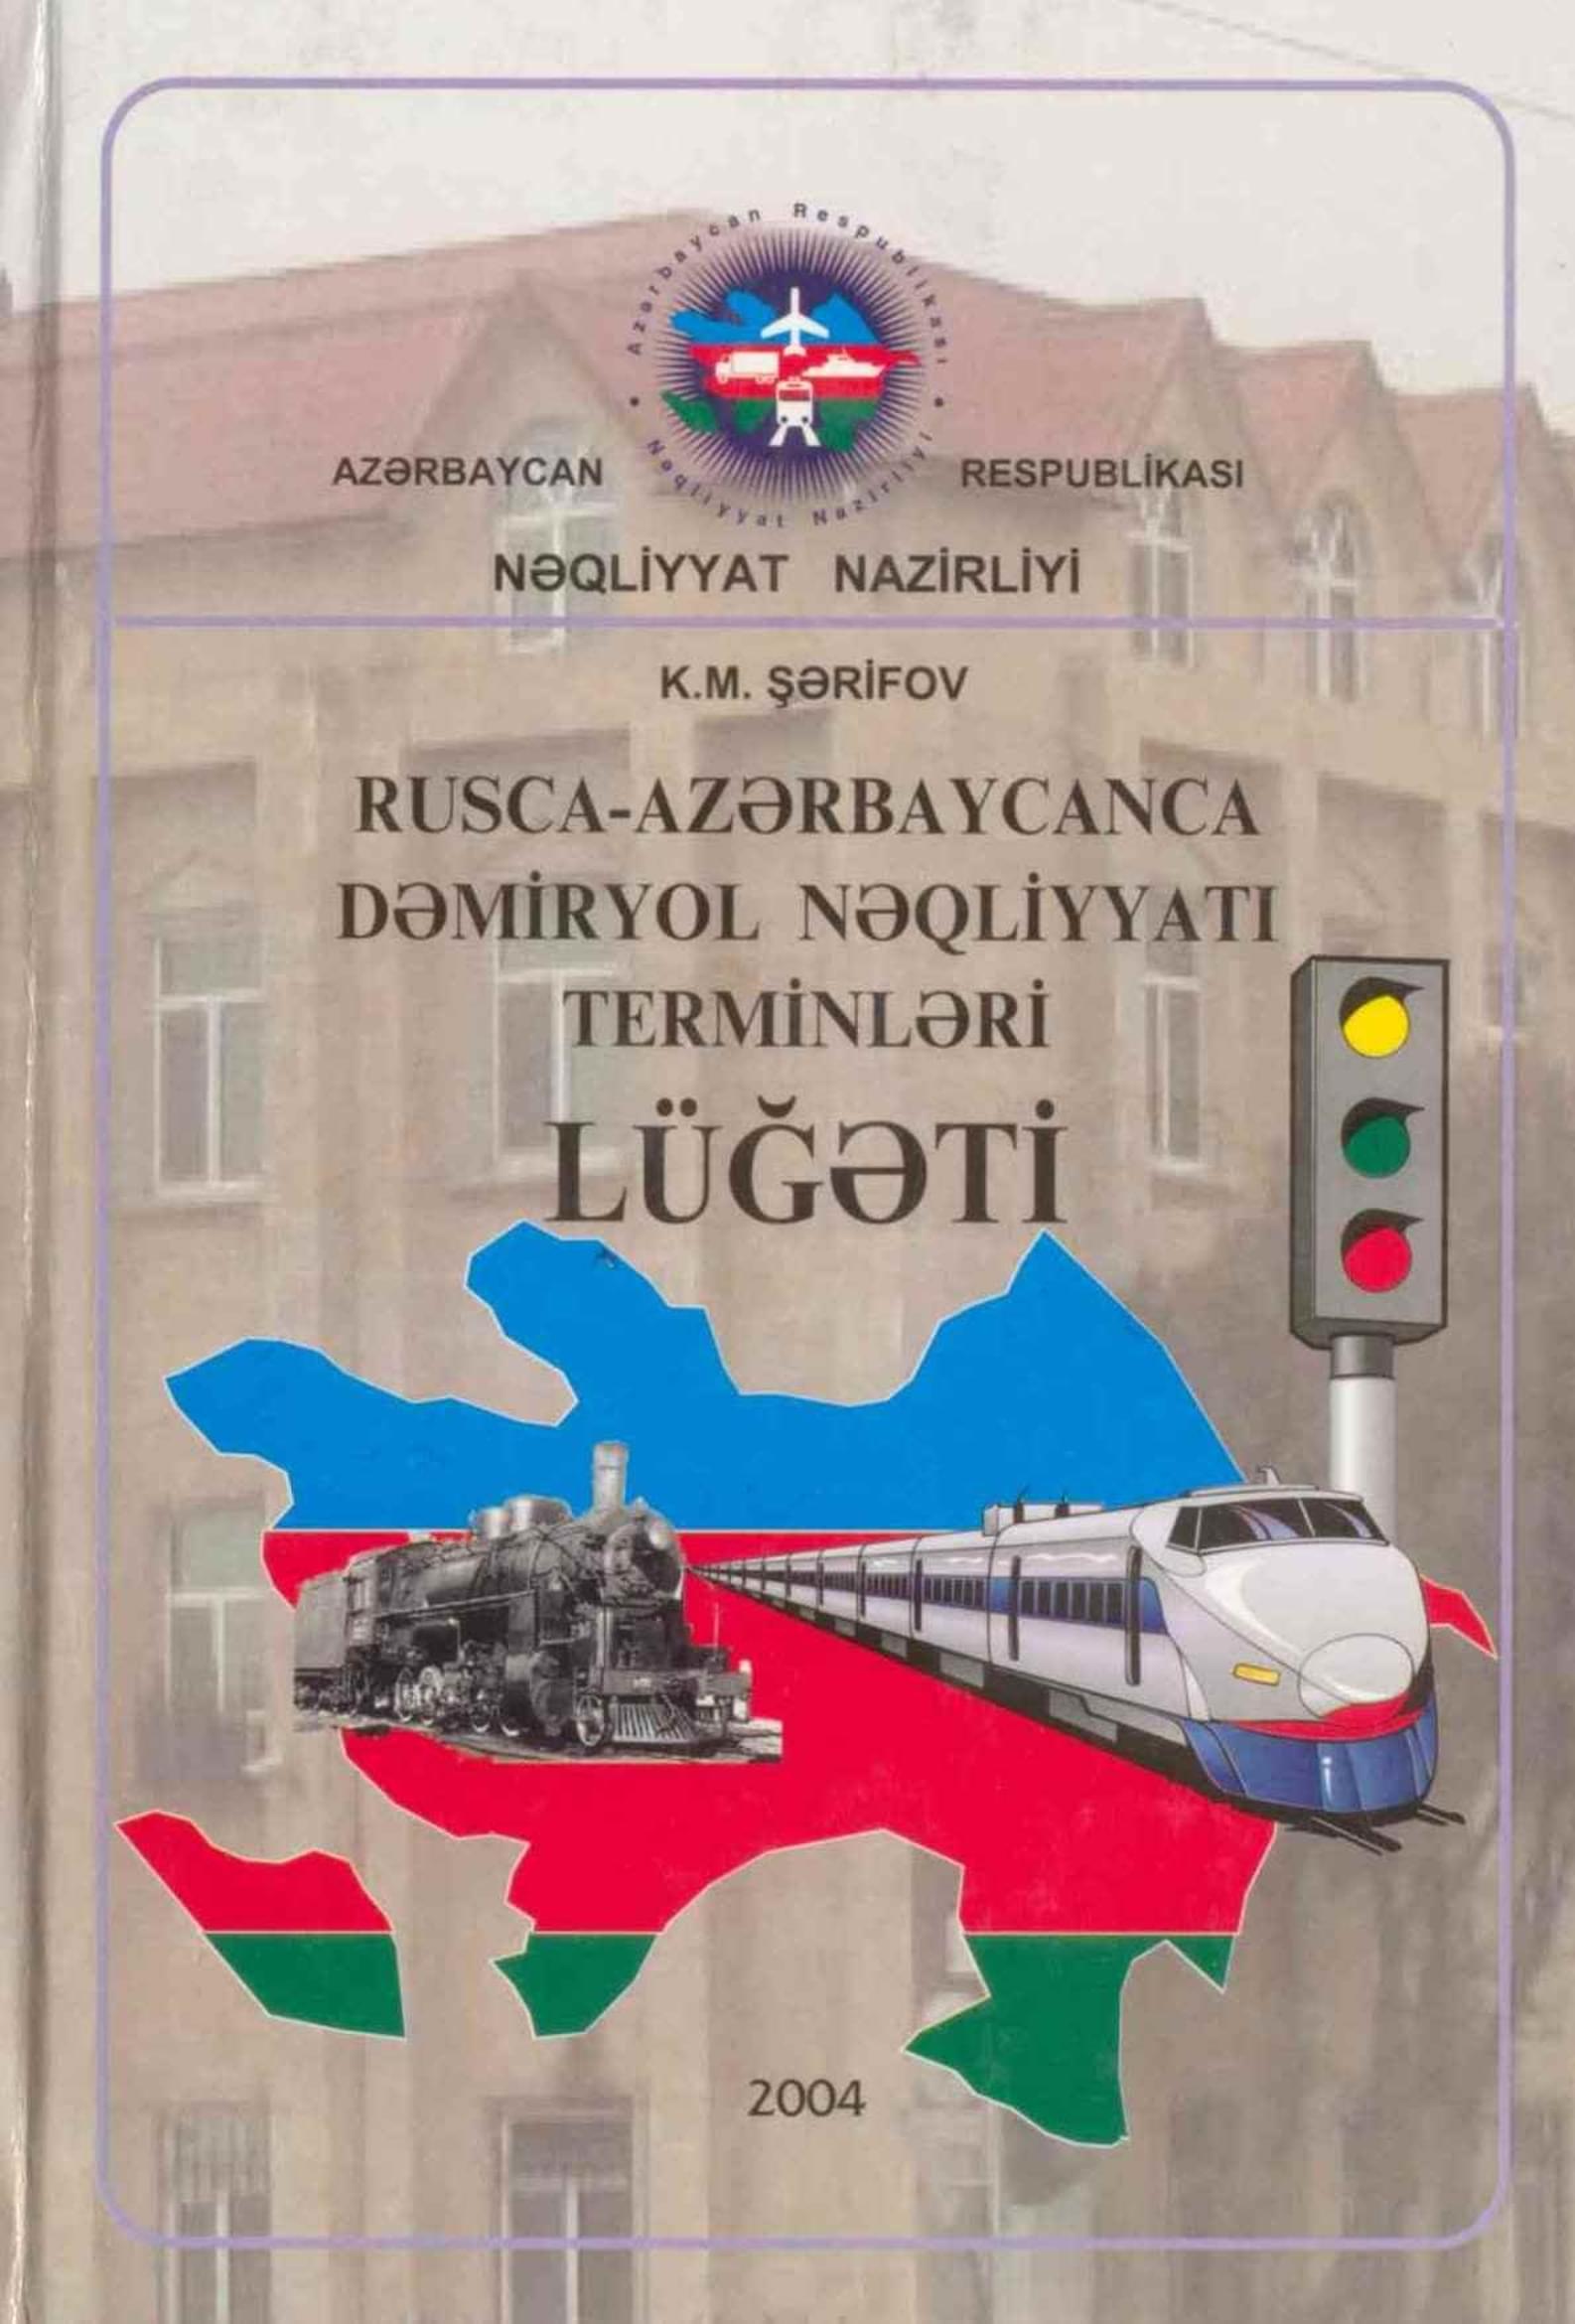 Azərbaycan Respublikası
Nəqliyyat Nazirliyi
AZƏRBAYCAN RESPUBLİKASI
NƏQLİYYAT NAZİRLİYİ
K.M. ŞƏRİFOV
RUSCA-AZƏRBAYCANCA
DƏMİRYOL NƏQLİYYATI
TERMİNLƏRİ
LÜĞƏTİ
2004